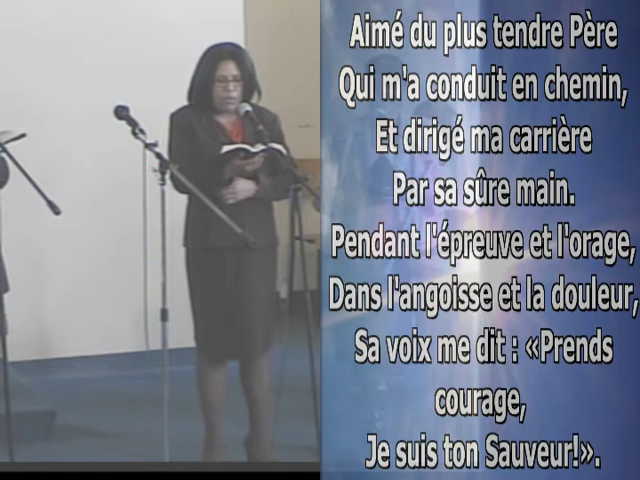 Aimé du plus tendre Père
Qui m'a conduit en chemin,
Et dirigé ma carrière
Par sa sûre main.
Pendant l'épreuve et l'orage,
Dans l'angoisse et la douleur,
Sa voix me dit : «Prends
courage,
Je suis ton Sauveur!».